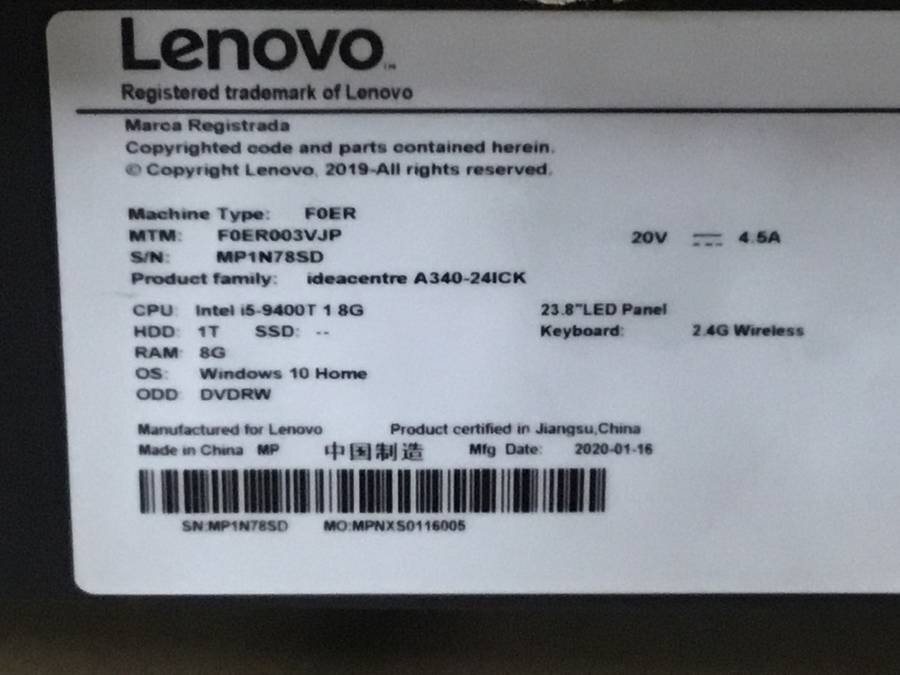 Lenovo™
Registered trademark of Lenovo
Marca Registrada
Copyrighted code and parts contained herein.
© Copyright Lenovo, 2019-All rights reserved.
Machine Type: F0ER
MTM: F0ER003VJP 20V ⎓ 4.5A
S/N: MP1N78SD
Product family: ideacentre A340-24ICK
CPU: Intel i5-9400T 1.8G 23.8"LED Panel
HDD: 1T SSD: -- Keyboard: 2.4G Wireless
RAM: 8G
OS: Windows 10 Home
ODD: DVDRW
Manufactured for Lenovo Product certified in Jiangsu,China
Made in China MP 中国制造 Mfg Date: 2020-01-16
SN:MP1N78SD MO:MPNXS0116005